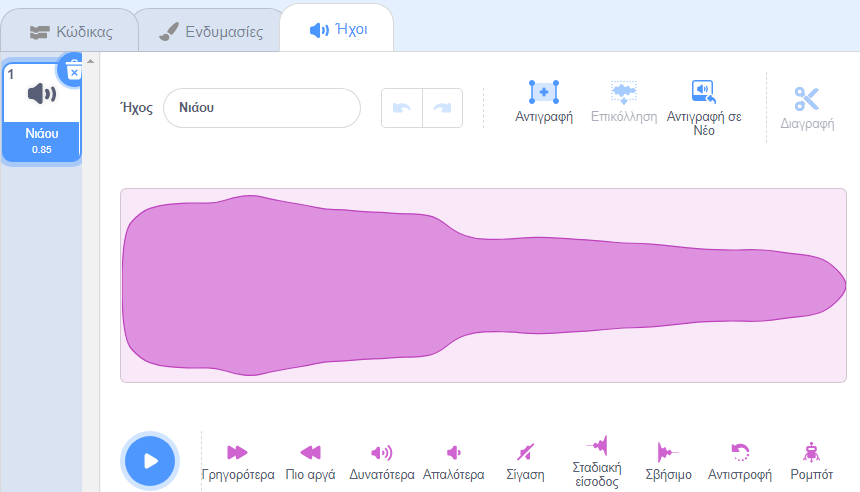 Κώδικας
Ενδυμασίες
Ήχοι
1
Νιάου
0.85
Ήχος
Νιάου
Αντιγραφή
Επικόλληση
Αντιγραφή σε
Νέο
Διαγραφή
Γρηγορότερα
Πιο αργά
Δυνατότερα
Απαλότερα
Σίγαση
Σταδιακή
είσοδος
Σβήσιμο
Αντιστροφή
Ρομπότ